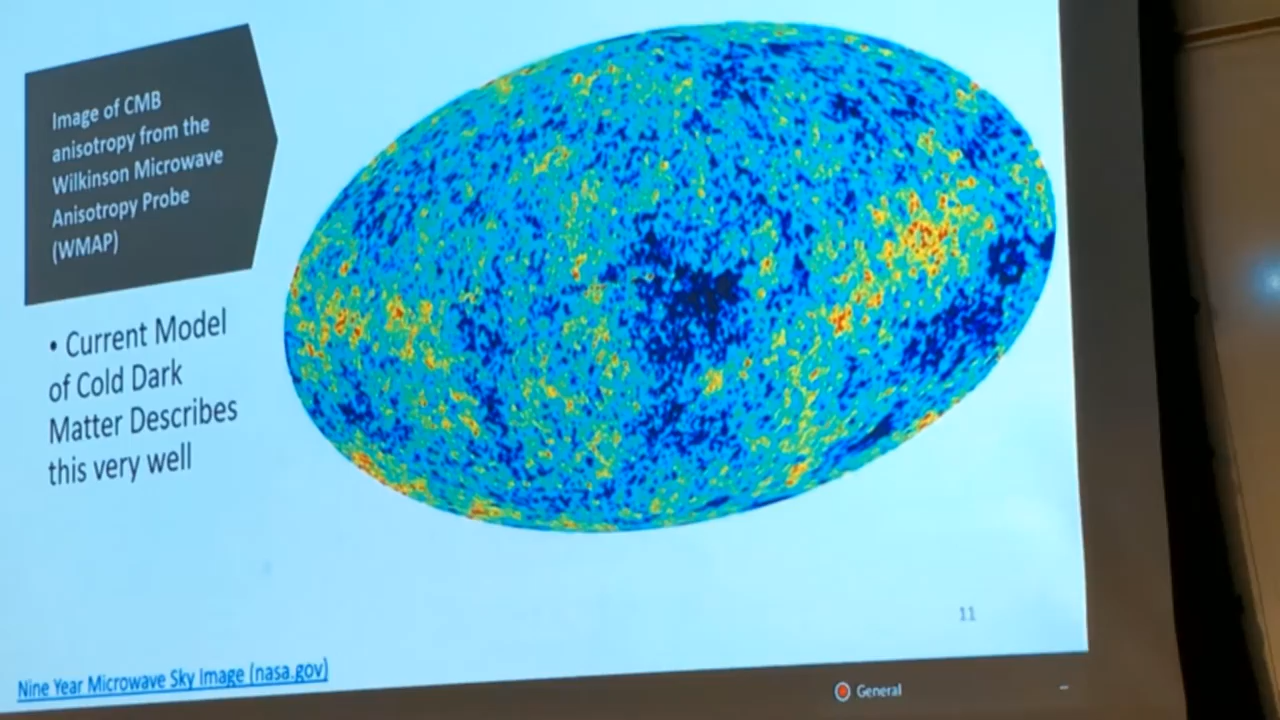 Image of CMB
anisotropy from the
Wilkinson Microwave
Anisotropy Probe
(WMAP)
• Current Model
of Cold Dark
Matter Describes
this very well
11
Nine Year Microwave Sky Image (nasa.gov)
General